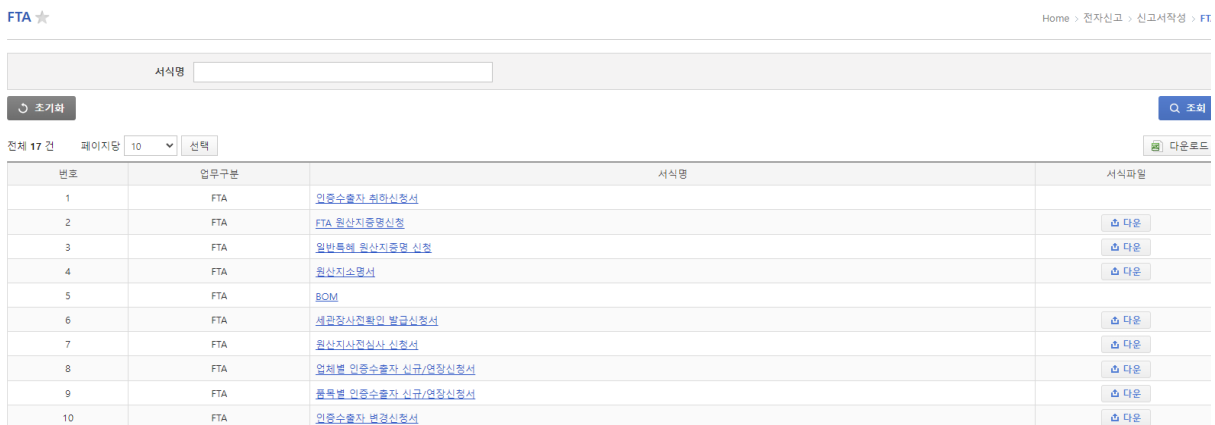 FTA
Home > 전자신고 > 신고서작성 > FT
서식명
초기화
조회
전체 17 건 페이지당 10 선택
다운로드
번호 업무구분 서식명 서식파일
1 FTA 인증수출자 취하신청서
2 FTA FTA 원산지증명신청 다운
3 FTA 일반특혜 원산지증명 신청 다운
4 FTA 원산지소명서 다운
5 FTA BOM
6 FTA 세관장사전확인 발급신청서 다운
7 FTA 원산지사전심사 신청서 다운
8 FTA 업체별 인증수출자 신규/연장신청서 다운
9 FTA 품목별 인증수출자 신규/연장신청서 다운
10 FTA 인증수출자 변경신청서 다운